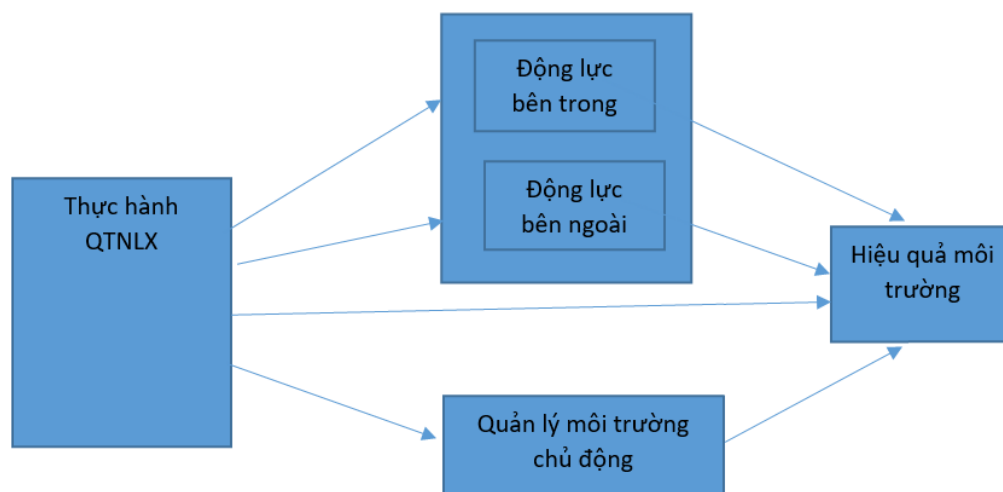 Động lực
bên trong
Động lực
bên ngoài
Thực hành
QTNLX
Hiệu quả môi
trường
Quản lý môi trường
chủ động